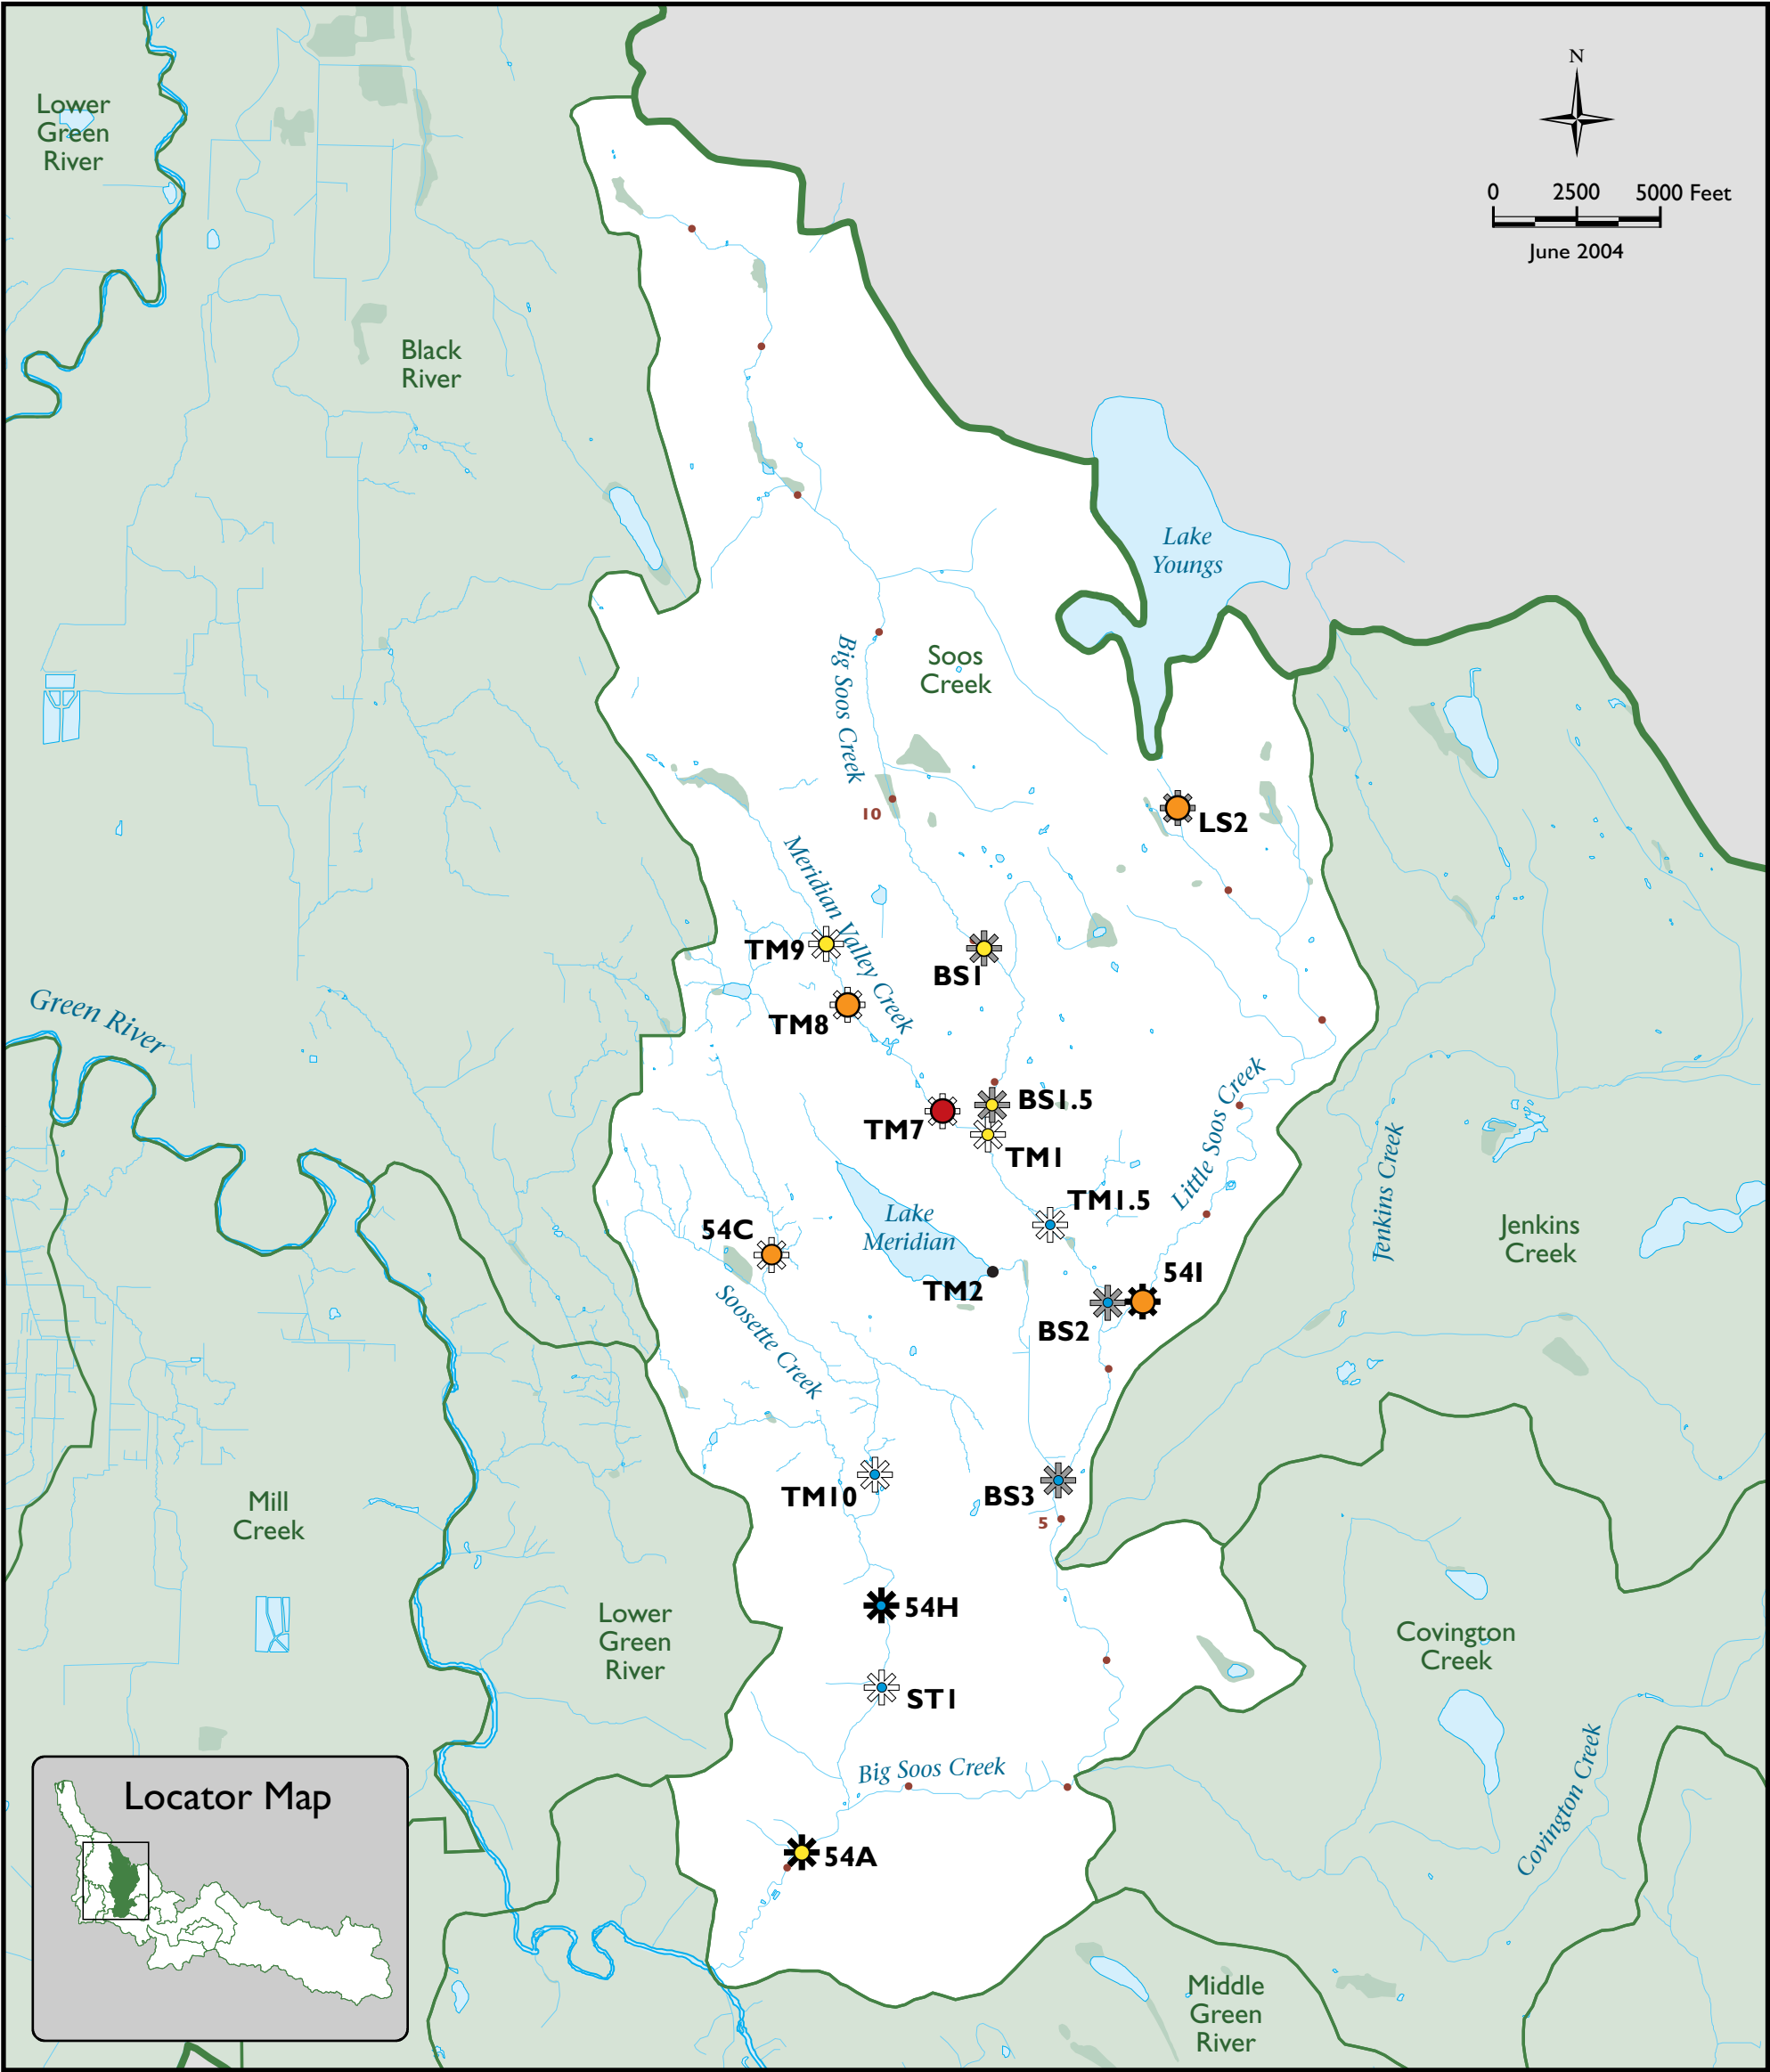 N
0 2500 5000 Feet
June 2004
Lower
Green
River
Black
River
Lake
Youngs
Soos
Creek
Big Soos Creek
10
LS2
Meridian Valley Creek
TM9
BS1
TM8
Green River
BS1.5
TM7
TM1
Little Soos Creek
Jenkins Creek
TM1.5
Lake
Meridian
Jenkins
Creek
54C
54I
TM2
BS2
Soosette Creek
TM10
BS3
5
Mill
Creek
54H
Lower
Green
River
Covington
Creek
ST1
Big Soos Creek
Covington Creek
Locator Map
54A
Middle
Green
River